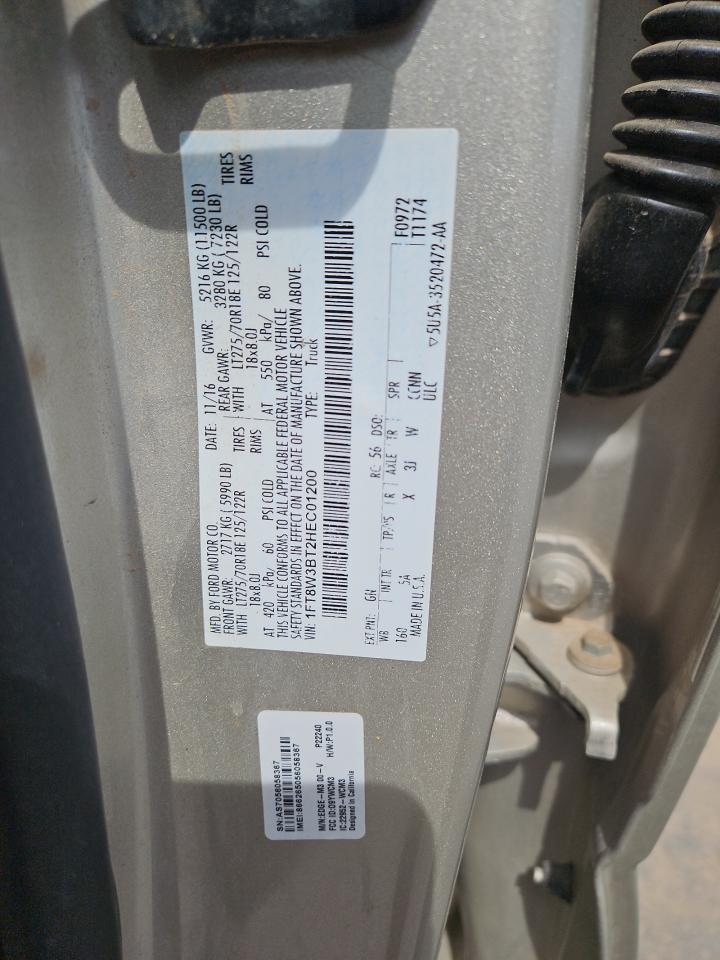 MFD. BY FORD MOTOR CO. DATE: 11/16 GVWR: 5216 KG (11500 LB)
FRONT GAWR: 2717 KG (5990 LB) REAR GAWR: 3280 KG (7230 LB)
WITH LT275/70R18E 125/122R TIRES WITH LT275/70R18E 125/122R TIRES
18x8.0J RIMS 18x8.0J RIMS
AT 420 kPa/ 60 PSI COLD AT 550 kPa/ 80 PSI COLD
THIS VEHICLE CONFORMS TO ALL APPLICABLE FEDERAL MOTOR VEHICLE
SAFETY STANDARDS IN EFFECT ON THE DATE OF MANUFACTURE SHOWN ABOVE.
VIN: 1FT8W3BT2HEC01200 TYPE: Truck
EXT PNT: GN RC: 56 DSO: F0972
WB INT TR TP/PS R AXLE TR SPR T1174
160 5A X 3J W CCNN
MADE IN U.S.A. ULC
▽5U5A-3520472-AA
SN:AS7056058367
IMEI:866265056058367
M/N:EDGE-M3 00-V P22240
FCC ID:O9YWCM3 H/W:P1.0.0
IC:22952-WCM3
Designed in California